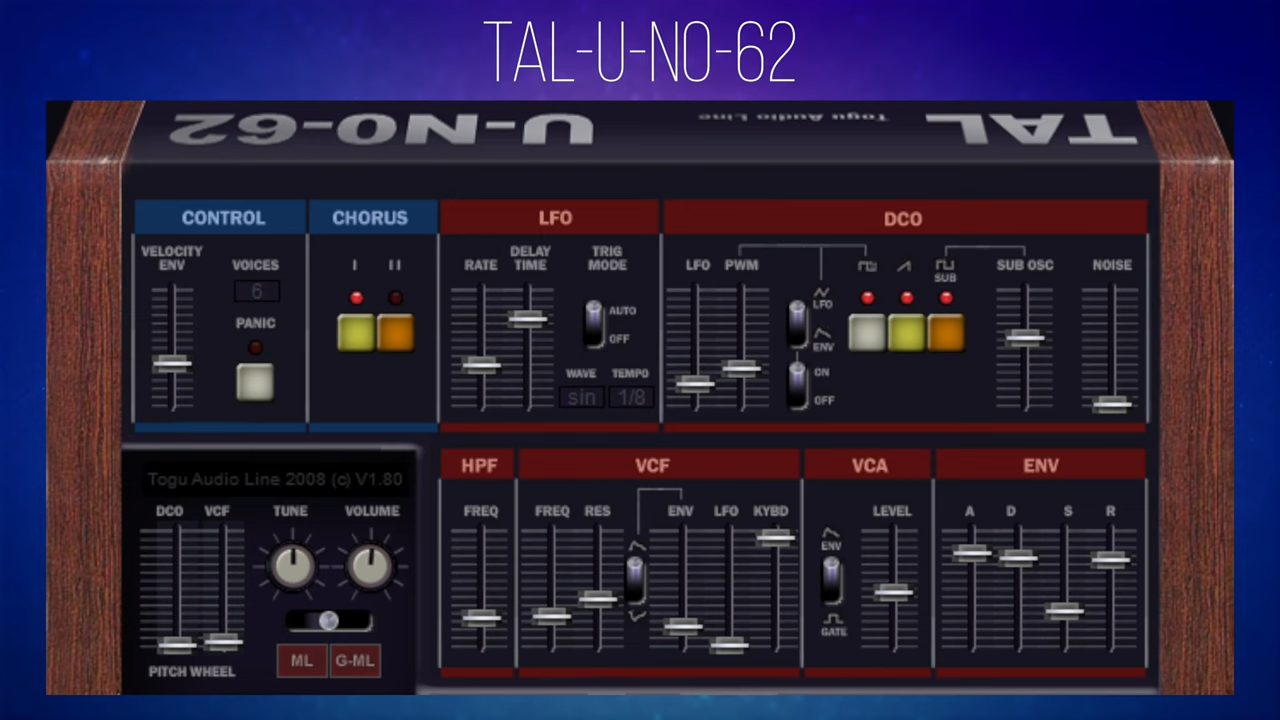 TAL-U-NO-62
TAL Togu Audio Line U-NO-62
CONTROL CHORUS LFO DCO
VELOCITY ENV VOICES
6
PANIC
I II
RATE DELAY TIME TRIG MODE
AUTO
OFF
WAVE TEMPO
sin 1/8
LFO PWM
LFO
ENV
ON
OFF
SUB
SUB OSC NOISE
Togu Audio Line 2008 (c) V1.80
DCO VCF TUNE VOLUME
PITCH WHEEL
ML G-ML
HPF VCF VCA ENV
FREQ
FREQ RES ENV LFO KYBD
ENV
GATE
LEVEL
A D S R